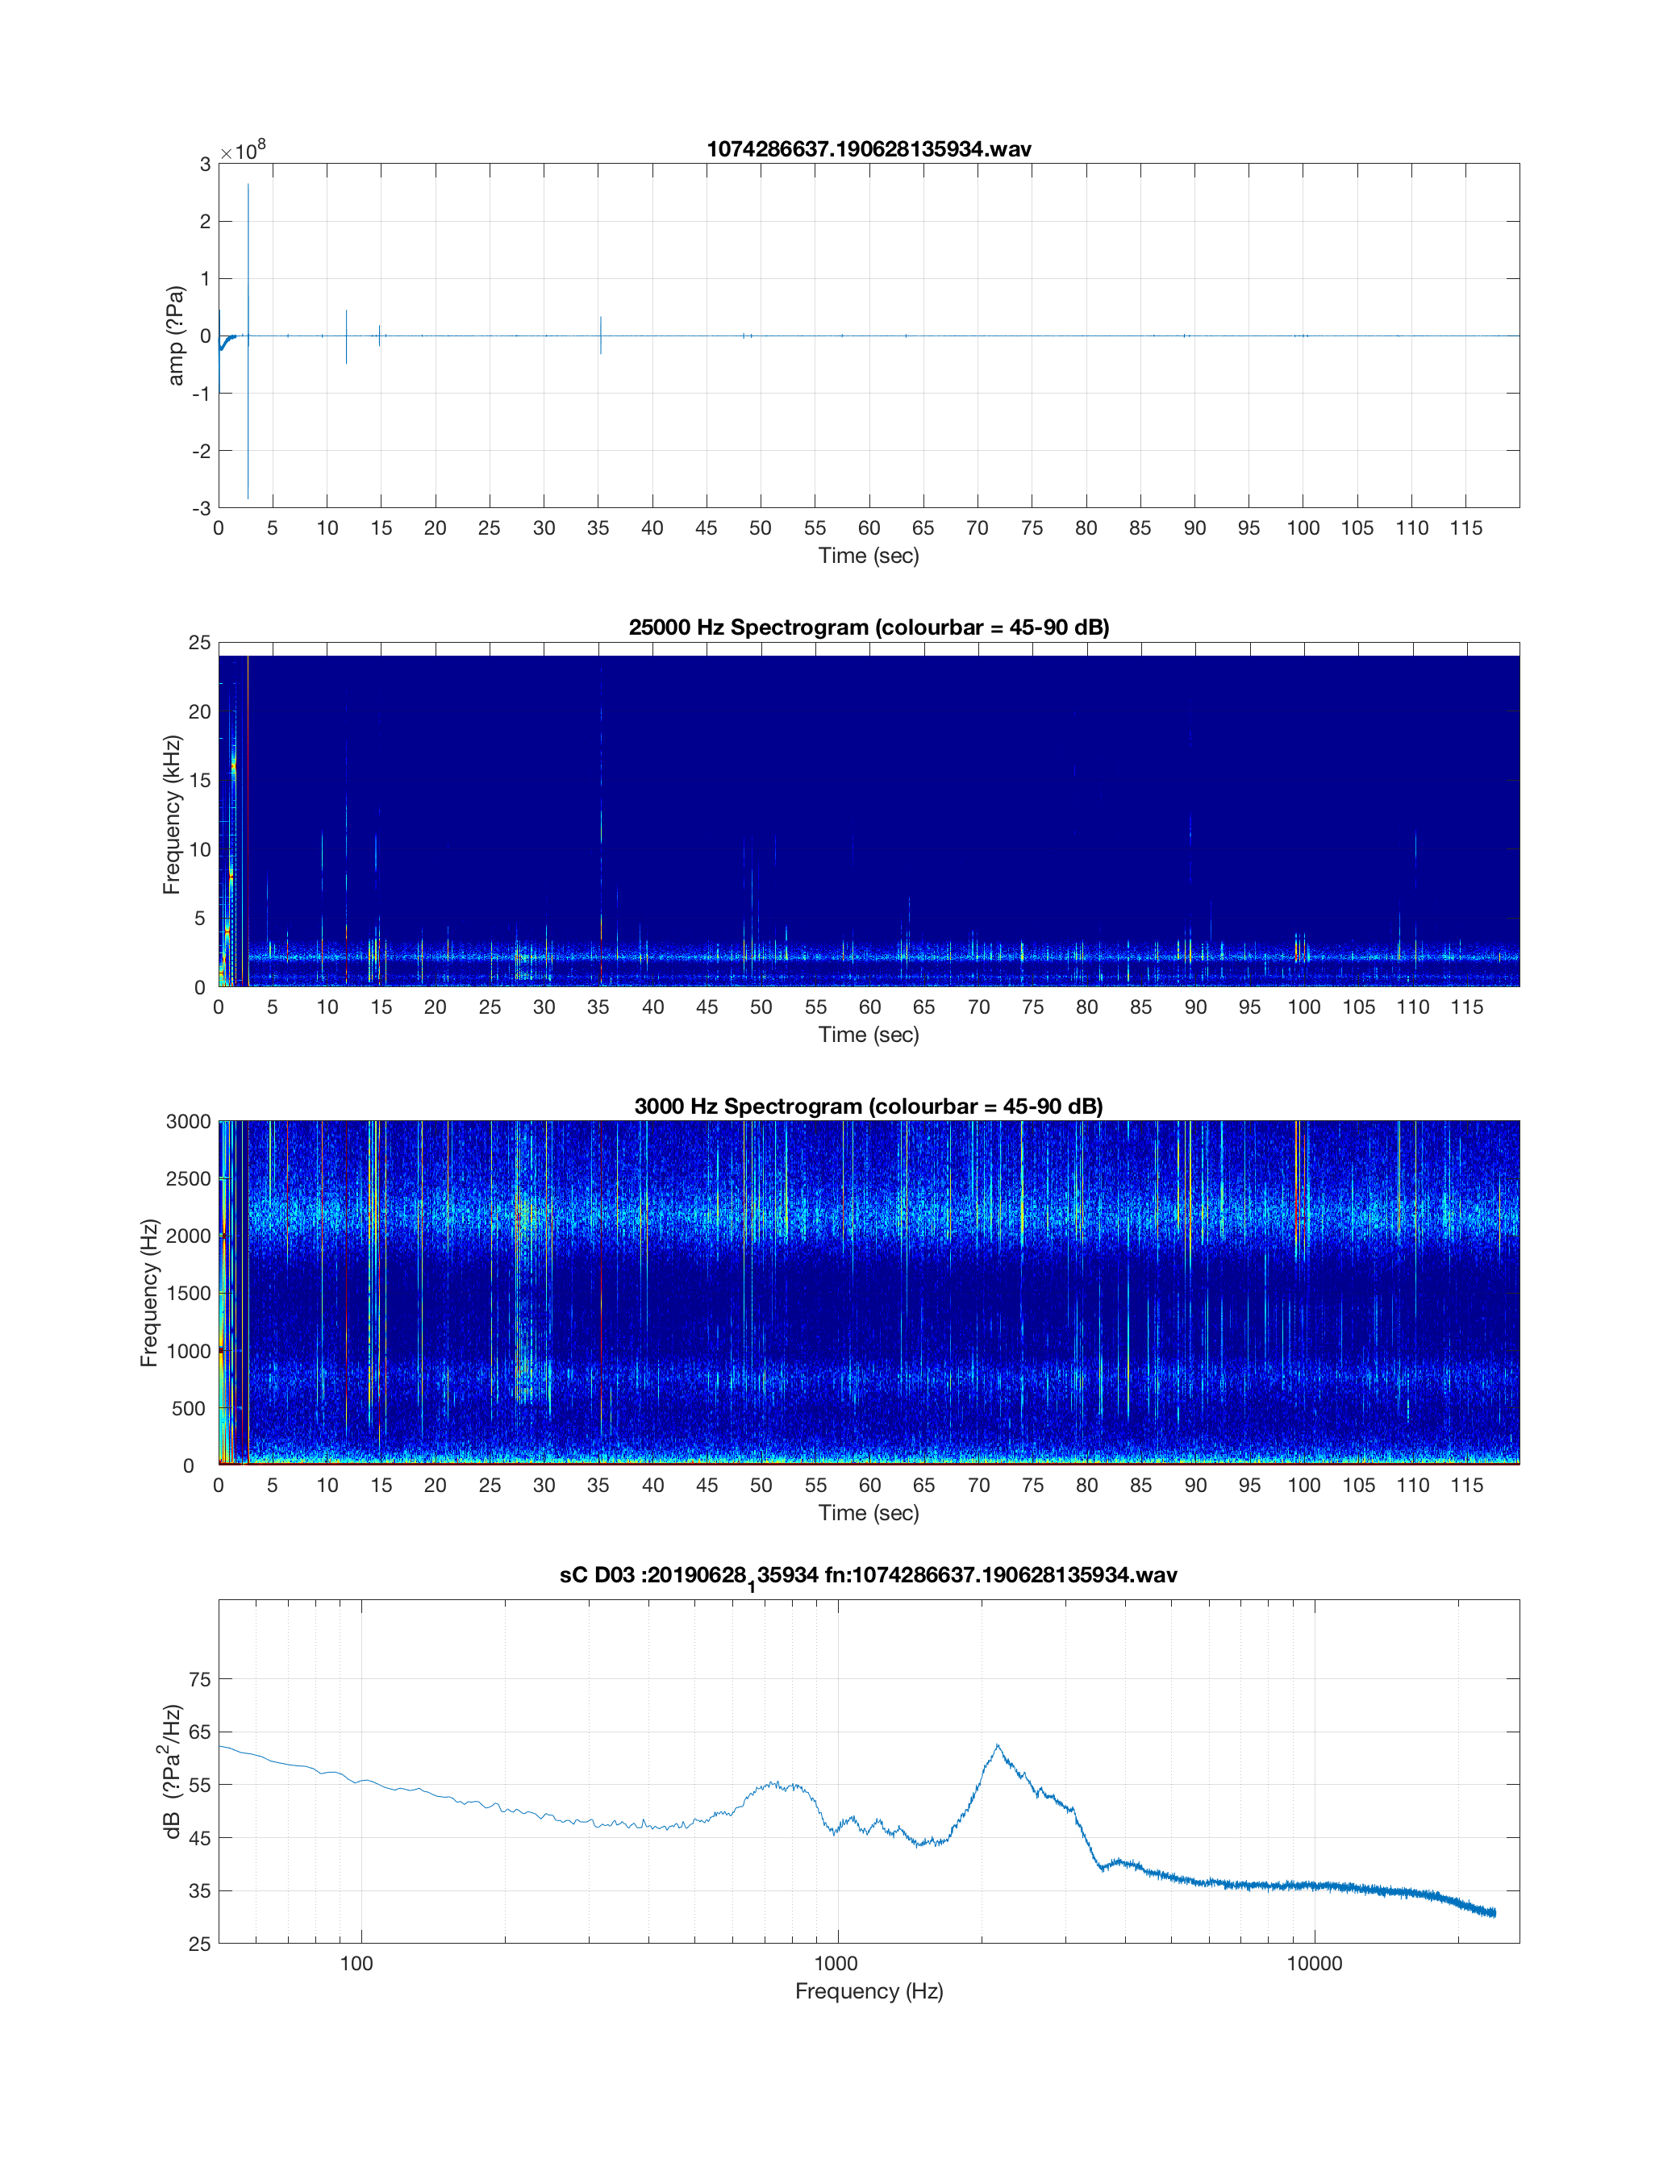 1074286637.190628135934.wav
×10^8
3
2
1
0
-1
-2
-3
amp (?Pa)
0 5 10 15 20 25 30 35 40 45 50 55 60 65 70 75 80 85 90 95 100 105 110 115
Time (sec)
25000 Hz Spectrogram (colourbar = 45-90 dB)
25
20
15
10
5
0
Frequency (kHz)
0 5 10 15 20 25 30 35 40 45 50 55 60 65 70 75 80 85 90 95 100 105 110 115
Time (sec)
3000 Hz Spectrogram (colourbar = 45-90 dB)
3000
2500
2000
1500
1000
500
0
Frequency (Hz)
0 5 10 15 20 25 30 35 40 45 50 55 60 65 70 75 80 85 90 95 100 105 110 115
Time (sec)
sC D03 :20190628_135934 fn:1074286637.190628135934.wav
75
65
55
45
35
25
dB (?Pa^2/Hz)
100 1000 10000
Frequency (Hz)